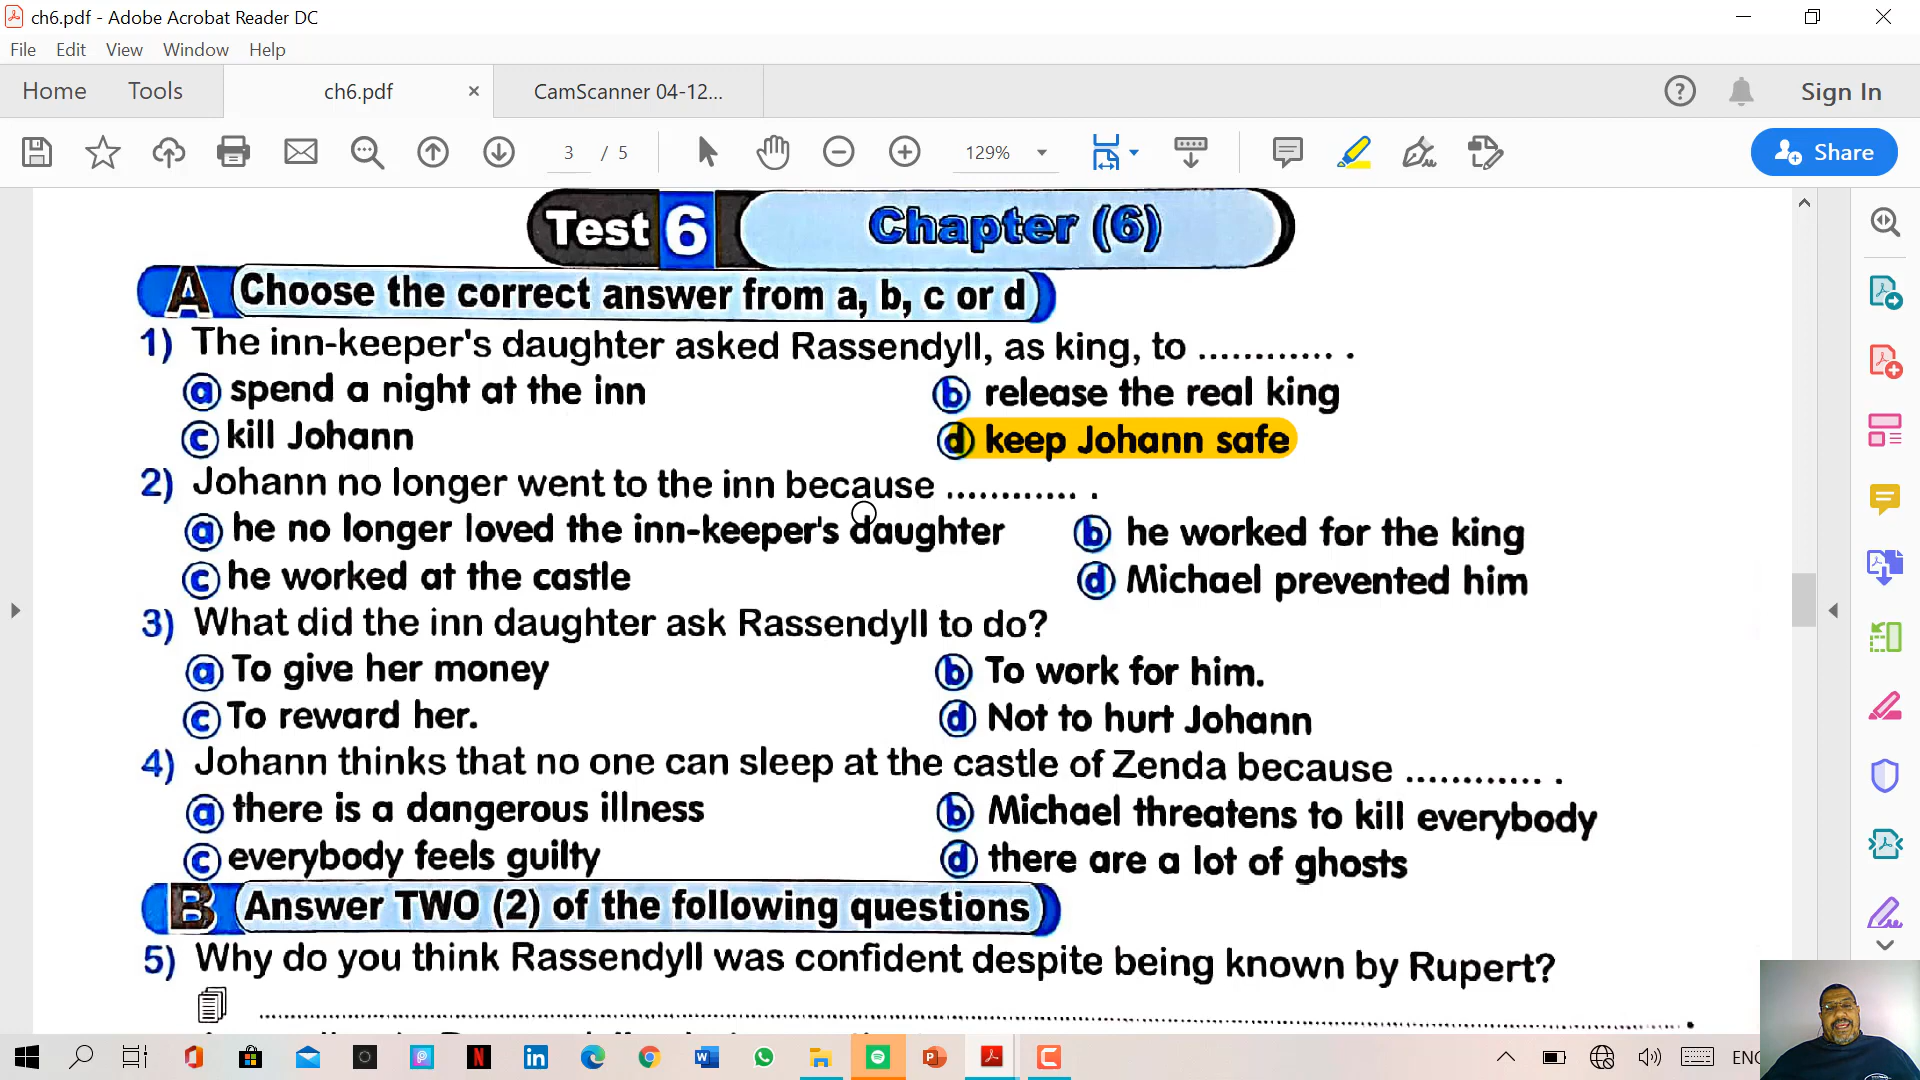 ch6.pdf - Adobe Acrobat Reader DC
File Edit View Window Help
Home Tools ch6.pdf × CamScanner 04-12... Sign In
3 / 5 129% Share
Test 6 Chapter (6)
A Choose the correct answer from a, b, c or d
1) The inn-keeper's daughter asked Rassendyll, as king, to ............ .
a spend a night at the inn b release the real king
c kill Johann d keep Johann safe
2) Johann no longer went to the inn because ............ .
a he no longer loved the inn-keeper's daughter b he worked for the king
c he worked at the castle d Michael prevented him
3) What did the inn daughter ask Rassendyll to do?
a To give her money b To work for him.
c To reward her. d Not to hurt Johann
4) Johann thinks that no one can sleep at the castle of Zenda because ............ .
a there is a dangerous illness b Michael threatens to kill everybody
c everybody feels guilty d there are a lot of ghosts
B Answer TWO (2) of the following questions
5) Why do you think Rassendyll was confident despite being known by Rupert?